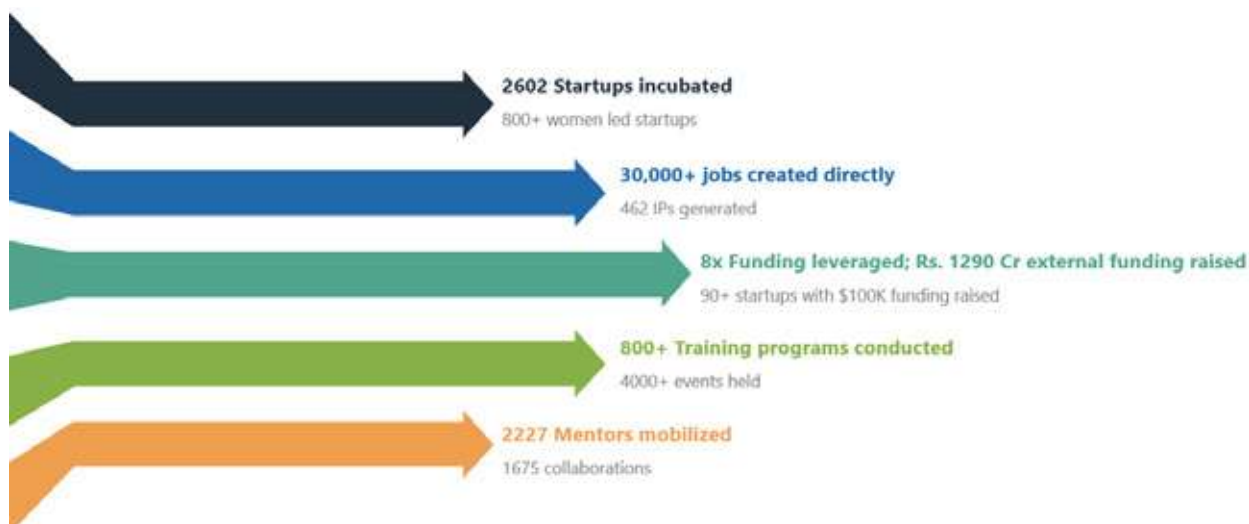 2602 Startups incubated
800+ women led startups
30,000+ jobs created directly
462 IPs generated
8x Funding leveraged; Rs. 1290 Cr external funding raised
90+ startups with $100K funding raised
800+ Training programs conducted
4000+ events held
2227 Mentors mobilized
1675 collaborations